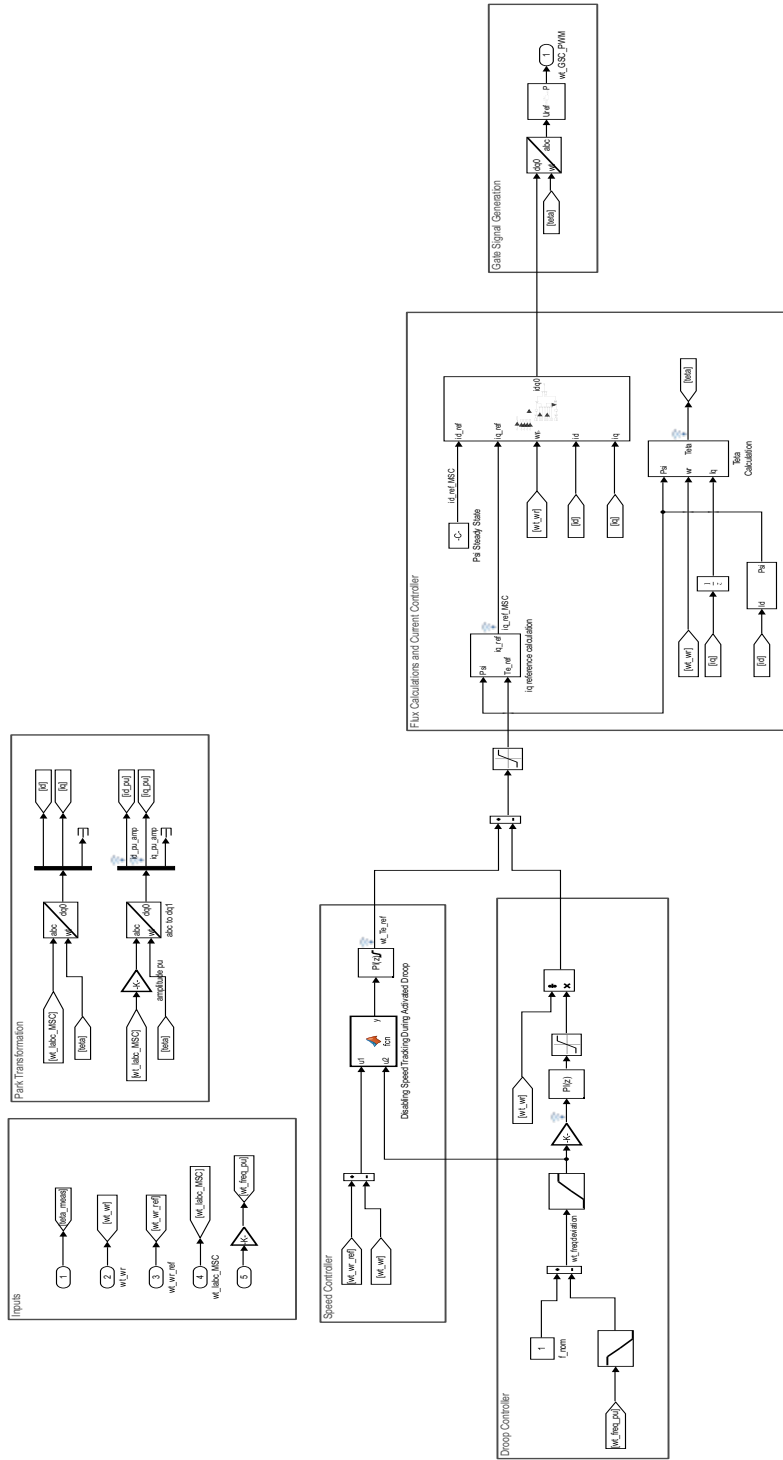 Inputs
1
[teta_meas]
2
wt_wr
[wt_wr]
3
wt_wr_ref
[wt_wr_ref]
4
wt_Iabc_MSC
[wt_Iabc_MSC]
5
-K-
[wt_freq_pu]
Park Transformation
[wt_Iabc_MSC]
[teta]
abc
wt
dq0
[id]
[iq]
[wt_Iabc_MSC]
-K-
amplitude pu
[teta]
abc
wt
dq0
abc to dq1
id_pu_amp
iq_pu_amp
[id_pu]
[iq_pu]
Speed Controller
[wt_wr_ref]
[wt_wr]
+
-
u1
u2
fcn
y
Disabling Speed Tracking During Activated Droop
PI(z)
wt_Te_ref
Droop Controller
[wt_freq_pu]
1
f_nom
+
-
wt_freqdeviation
-K-
PI(z)
[wt_wr]
÷
×
+
-
Flux Calculations and Current Controller
Psi
Te_ref
iq_ref
iq reference calculation
iq_ref_MSC
-C-
Psi Steady State
id_ref_MSC
[wt_wr]
[id]
[iq]
id_ref
iq_ref
wr
id
iq
idq0
[wt_wr]
[iq]
1
z
[id]
Id
Psi
Psi
wr
Iq
Teta
Teta
Calculation
[teta]
Gate Signal Generation
[teta]
dq0
wt
abc
Uref
P
1
wt_GSC_PWM